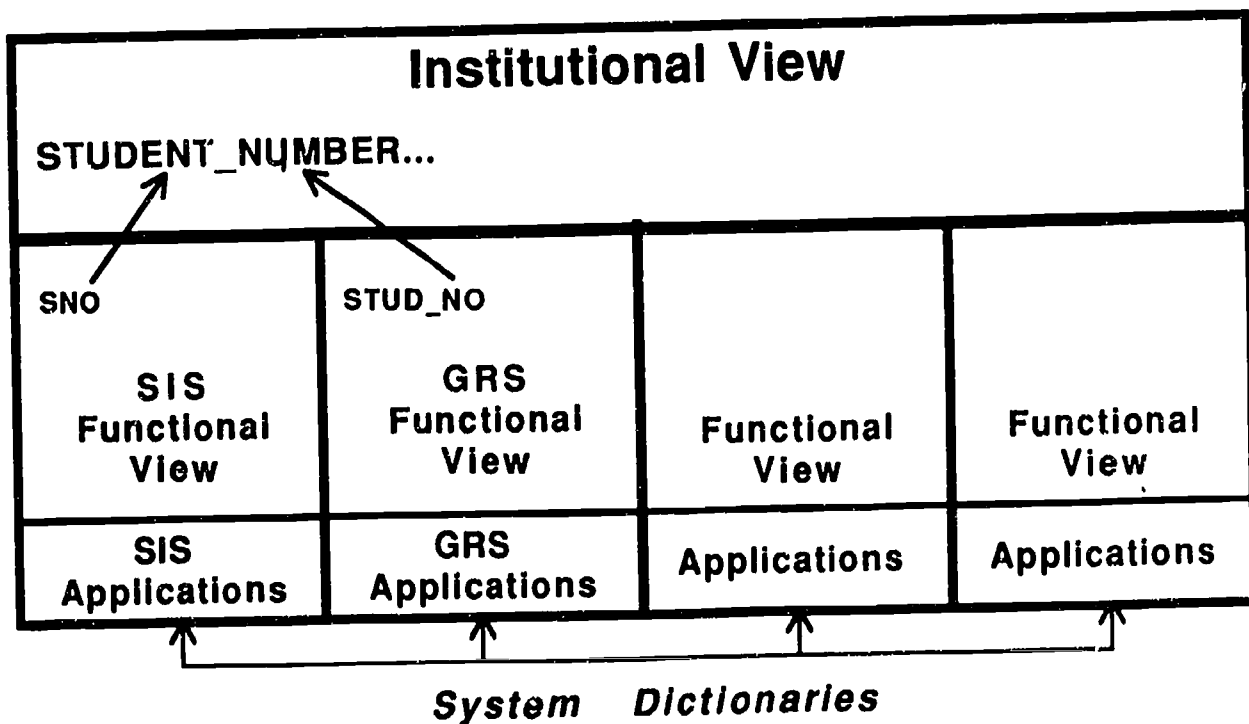 Institutional View
STUDENT_NUMBER...
SNO
STUD_NO
SIS
Functional
View
GRS
Functional
View
Functional
View
Functional
View
SIS
Applications
GRS
Applications
Applications
Applications
System Dictionaries